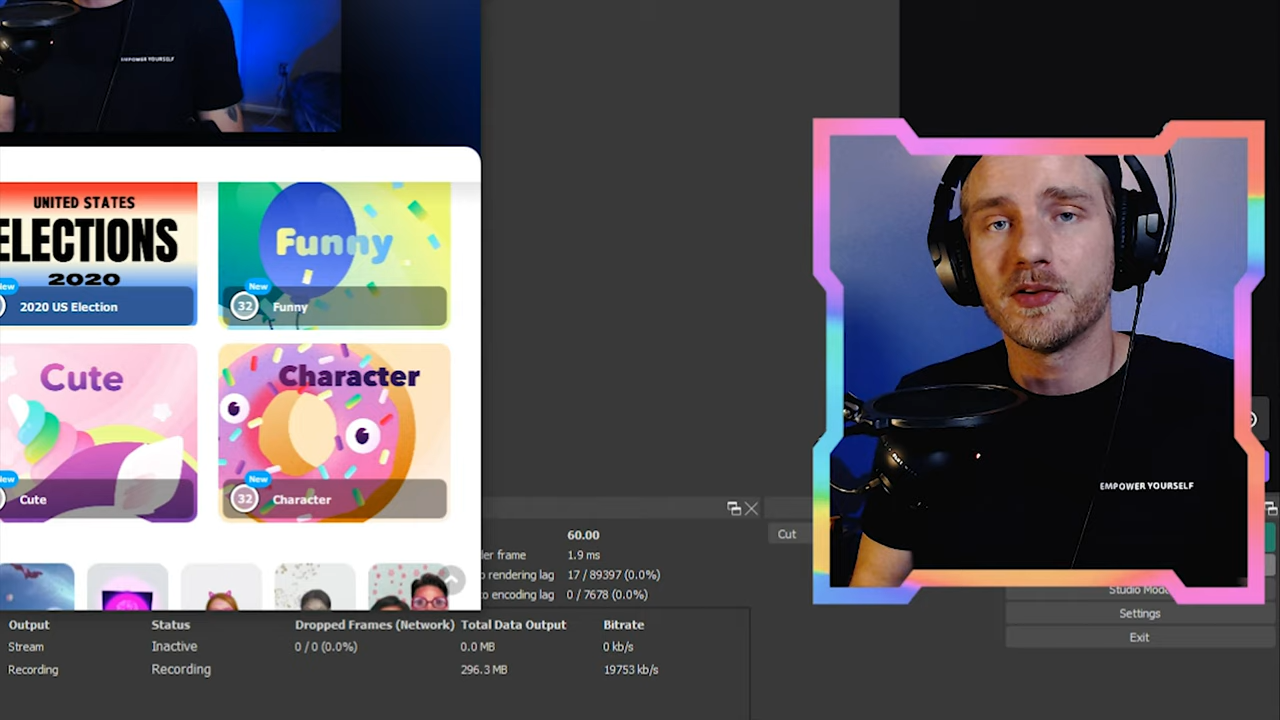 EMPOWER YOURSELF
UNITED STATES
ELECTIONS
2020
New
2020 US Election
Funny
New
32
Funny
Cute
New
Cute
Character
New
32
Character
EMPOWER YOURSELF
60.00
1.9 ms
rendering lag
17 / 89397 (0.0%)
encoding lag
0 / 7678 (0.0%)
Cut
Studio Mode
Settings
Exit
Output Status Dropped Frames (Network) Total Data Output Bitrate
Stream Inactive 0 / 0 (0.0%) 0.0 MB 0 kb/s
Recording Recording 296.3 MB 19753 kb/s